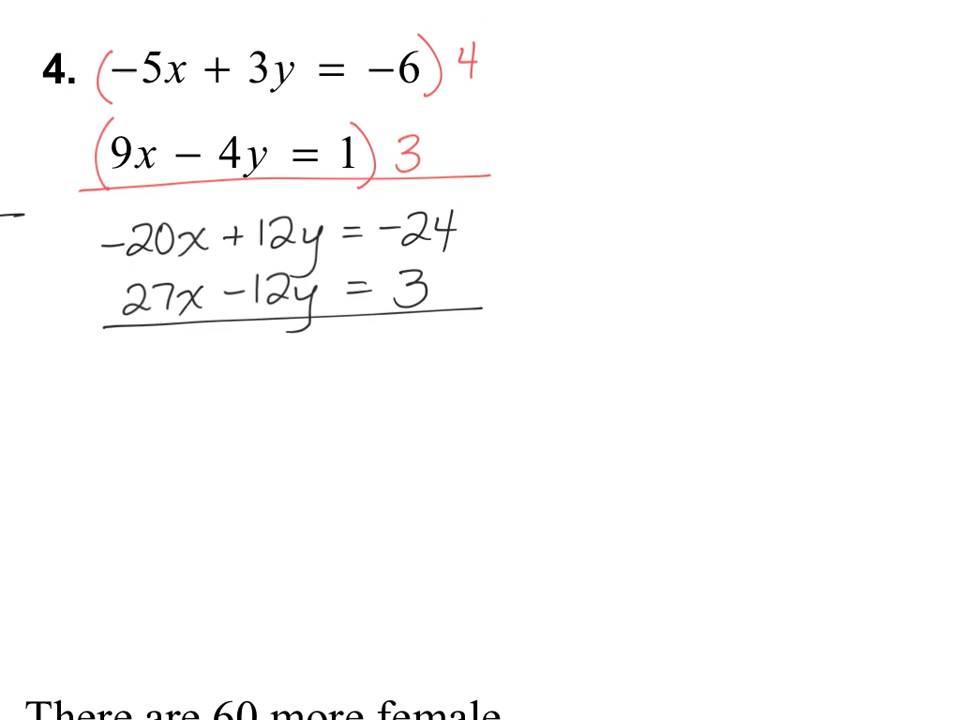 4. (−5x + 3y = −6) 4
(9x − 4y = 1) 3
−20x + 12y = −24
27x − 12y = 3
There are 60 more female